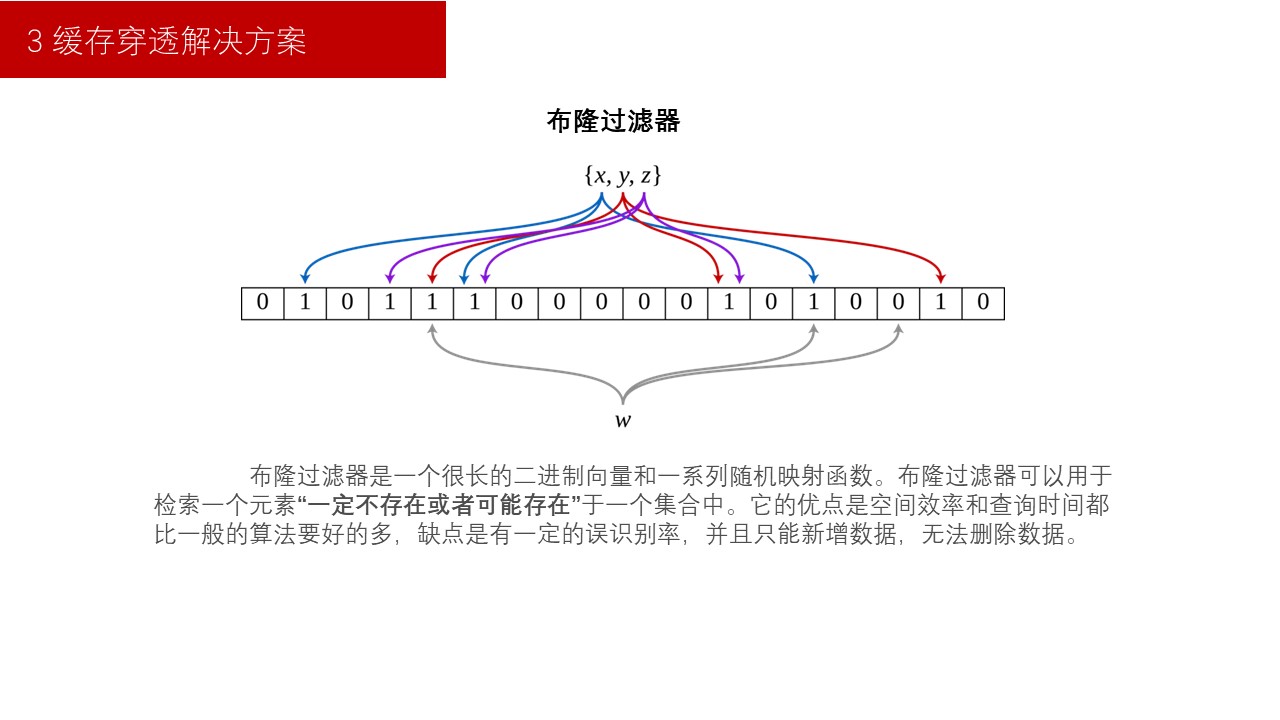 3 缓存穿透解决方案
布隆过滤器
{x, y, z}
0 1 0 1 1 1 0 0 0 0 0 1 0 1 0 0 1 0
w
布隆过滤器是一个很长的二进制向量和一系列随机映射函数。布隆过滤器可以用于
检索一个元素“一定不存在或者可能存在”于一个集合中。它的优点是空间效率和查询时间都
比一般的算法要好的多，缺点是有一定的误识别率，并且只能新增数据，无法删除数据。